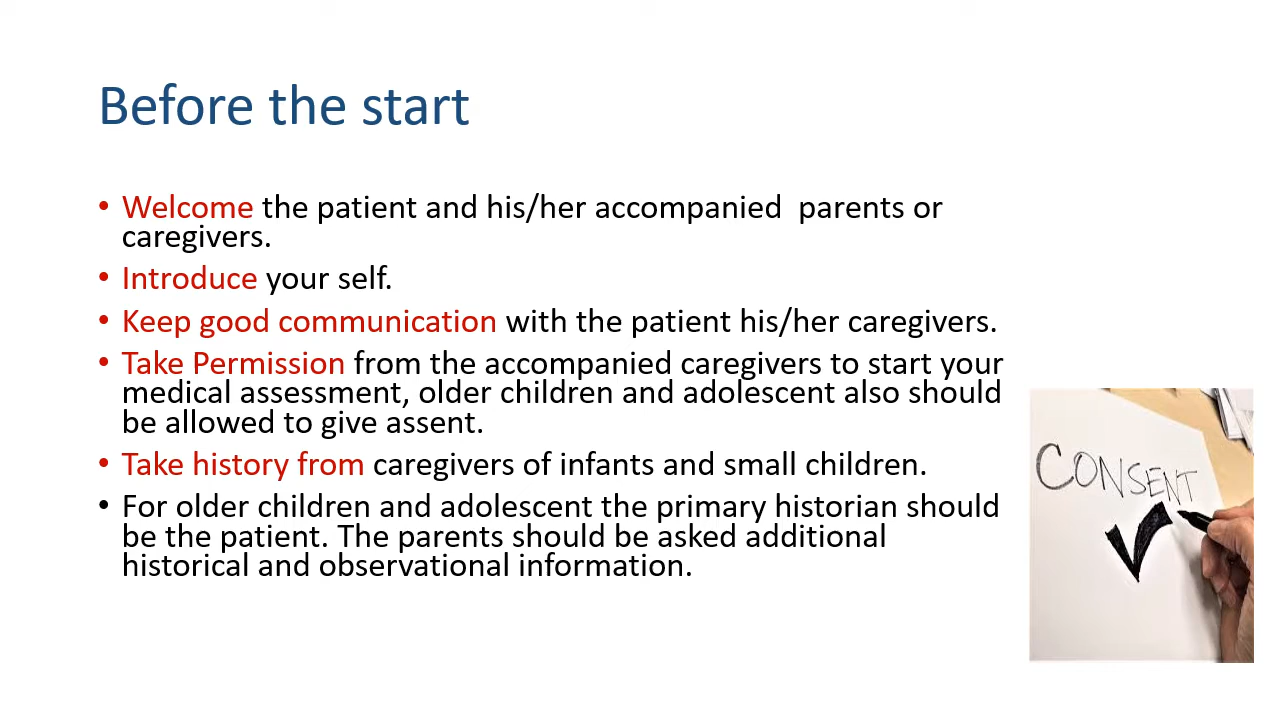 Before the start
• Welcome the patient and his/her accompanied  parents or
caregivers.
• Introduce your self.
• Keep good communication with the patient his/her caregivers.
• Take Permission from the accompanied caregivers to start your
medical assessment, older children and adolescent also should
be allowed to give assent.
• Take history from caregivers of infants and small children.
• For older children and adolescent the primary historian should
be the patient. The parents should be asked additional
historical and observational information.
CONSENT